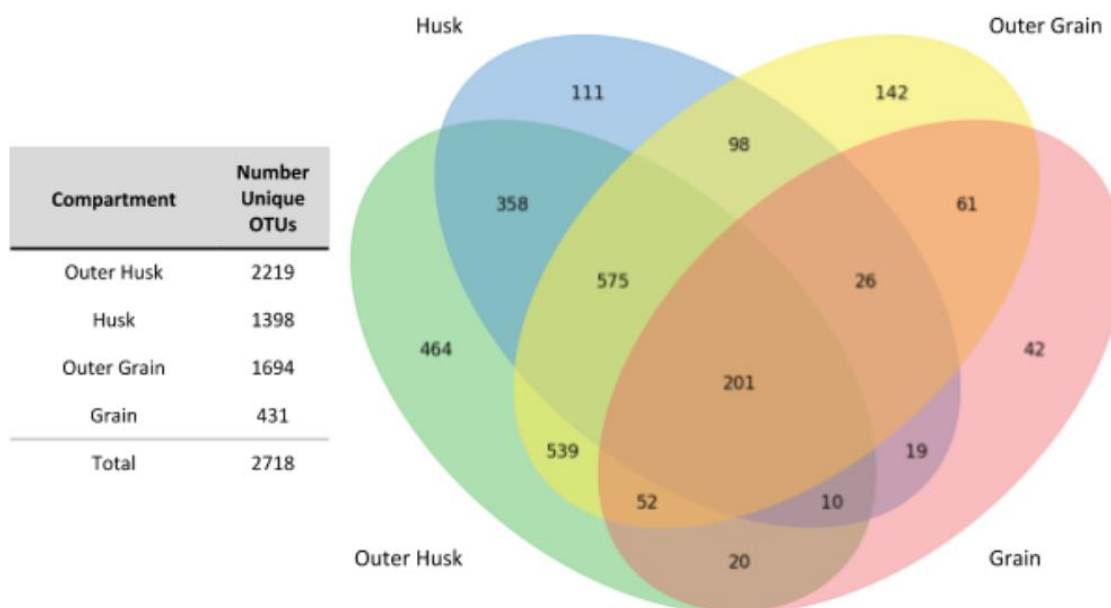 Compartment Number Unique OTUs
Outer Husk 2219
Husk 1398
Outer Grain 1694
Grain 431
Total 2718
Husk
Outer Grain
111
142
98
358
61
575
26
464
42
201
539
19
52
10
Outer Husk
20
Grain